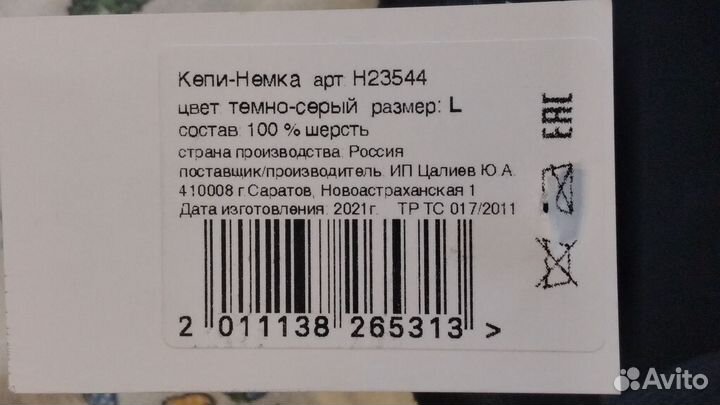 Кепи-Немка арт. H23544
цвет: темно-серый размер: L
состав: 100 % шерсть
страна производства: Россия
поставщик/производитель: ИП Цалиев Ю.А.
410008 г.Саратов, Новоастраханская 1
Дата изготовления: 2021г. ТР ТС 017/2011
2 011138 265313 >
EAC
Avito